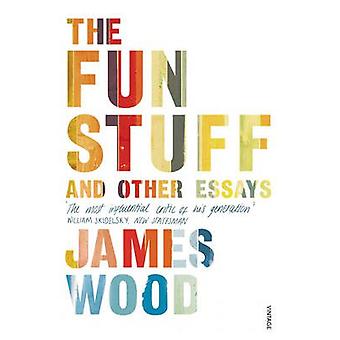 THE
FUN
STUFF
AND OTHER ESSAYS
'The most influential critic of his generation'
WILLIAM SKIDELSKY, NEW STATESMAN
JAMES
WOOD
VINTAGE